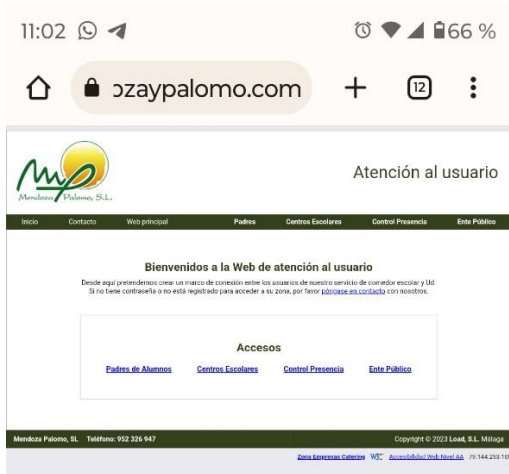 11:02 66 %
ozaypalomo.com 12
Mendoza Palomo, S.L.
Atención al usuario
Inicio Contacto Web principal Padres Centros Escolares Control Presencia Ente Público
Bienvenidos a la Web de atención al usuario
Desde aquí pretendemos crear un marco de conexión entre los usuarios de nuestro servicio de comedor escolar y Ud.
Si no tiene contraseña o no está registrado para acceder a su zona, por favor póngase en contacto con nosotros.
Accesos
Padres de Alumnos Centros Escolares Control Presencia Ente Público
Mendoza Palomo, SL Teléfono: 952 326 947 Copyright © 2023 Load, S.L. Málaga
Zona Empresas Catering W3C Accesibilidad Web Nivel AA